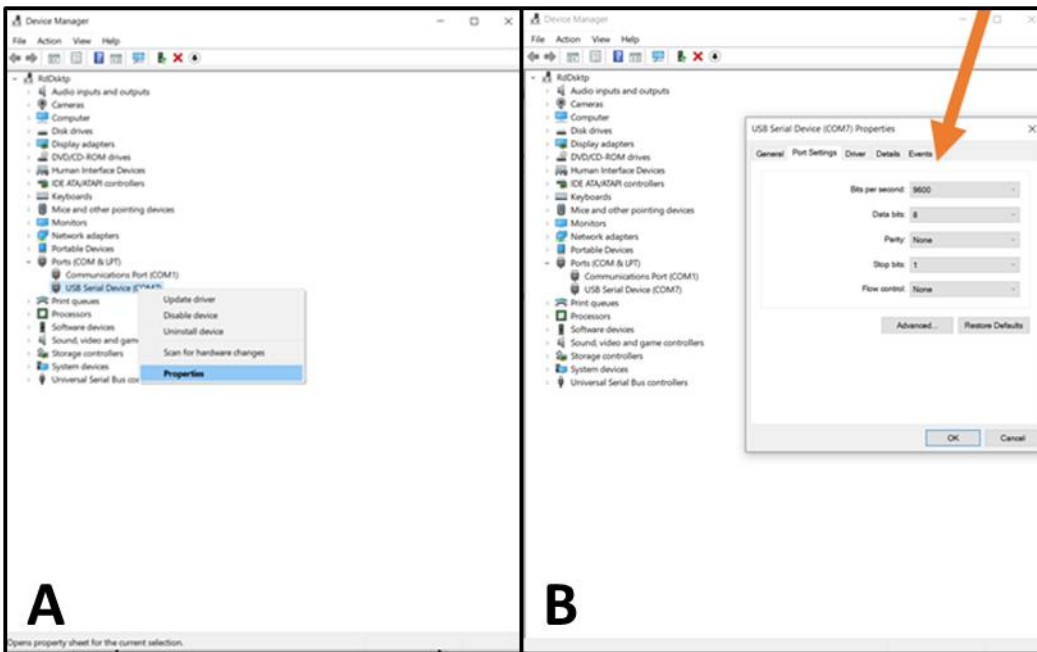 Device Manager
File Action View Help
RdDsktp
Audio inputs and outputs
Cameras
Computer
Disk drives
Display adapters
DVD/CD-ROM drives
Human Interface Devices
IDE ATA/ATAPI controllers
Keyboards
Mice and other pointing devices
Monitors
Network adapters
Portable Devices
Ports (COM & LPT)
Communications Port (COM1)
USB Serial Device (COM7)
Print queues
Processors
Software devices
Sound, video and gam
Storage controllers
System devices
Universal Serial Bus co
Update driver
Disable device
Uninstall device
Scan for hardware changes
Properties
A
Opens property sheet for the current selection.
Device Manager
File Action View Help
RdDsktp
Audio inputs and outputs
Cameras
Computer
Disk drives
Display adapters
DVD/CD-ROM drives
Human Interface Devices
IDE ATA/ATAPI controllers
Keyboards
Mice and other pointing devices
Monitors
Network adapters
Portable Devices
Ports (COM & LPT)
Communications Port (COM1)
USB Serial Device (COM7)
Print queues
Processors
Software devices
Sound, video and game controllers
Storage controllers
System devices
Universal Serial Bus controllers
USB Serial Device (COM7) Properties
General Port Settings Driver Details Events
Bits per second: 9600
Data bits: 8
Parity: None
Stop bits: 1
Flow control: None
Advanced... Restore Defaults
OK Cancel
B